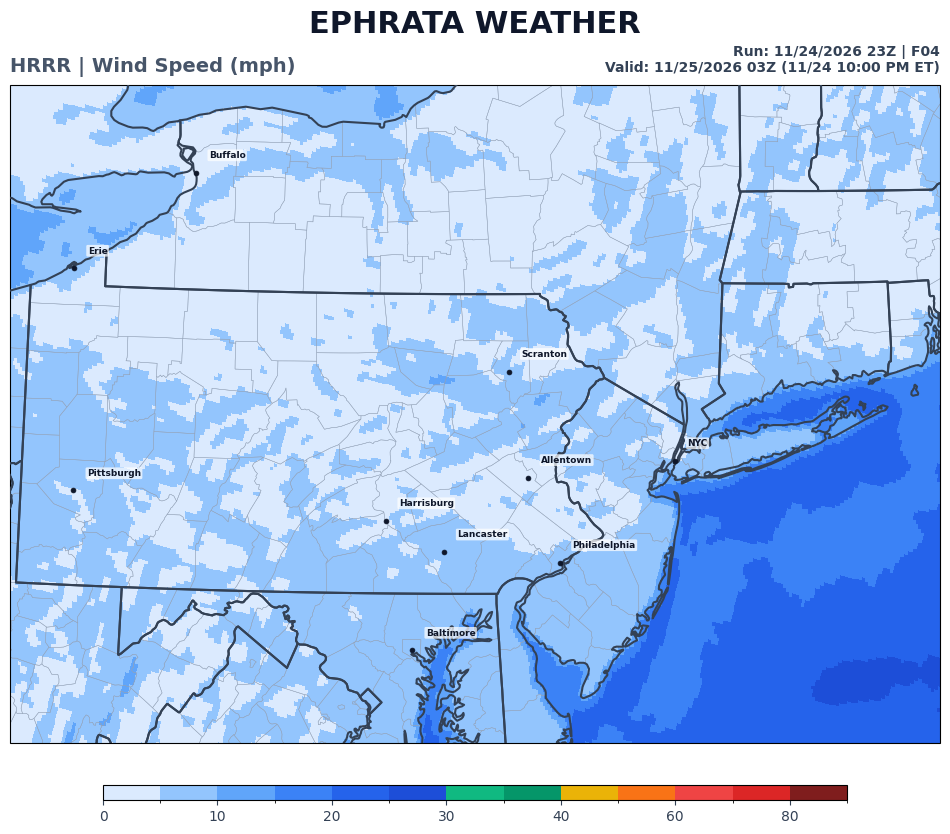 EPHRATA WEATHER
HRRR | Wind Speed (mph)
Run: 11/24/2026 23Z | F04
Valid: 11/25/2026 03Z (11/24 10:00 PM ET)
Buffalo
Erie
Scranton
NYC
Allentown
Pittsburgh
Harrisburg
Lancaster
Philadelphia
Baltimore
0 10 20 30 40 60 80